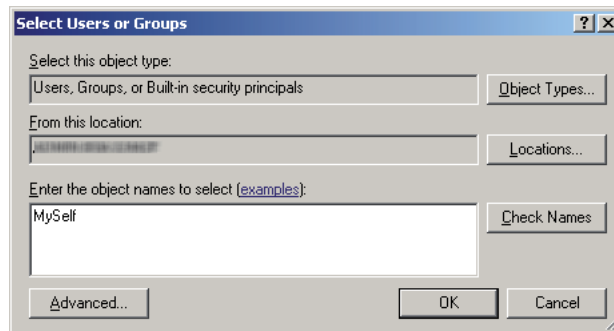 Select Users or Groups
Select this object type:
Users, Groups, or Built-in security principals
Object Types...
From this location:
Locations...
Enter the object names to select (examples):
MySelf
Check Names
Advanced...
OK
Cancel